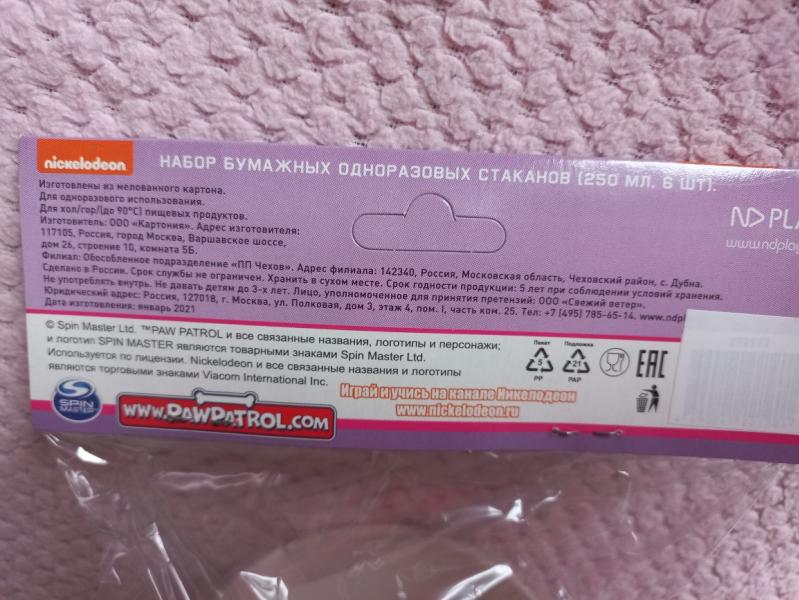 nickelodeon
НАБОР БУМАЖНЫХ ОДНОРАЗОВЫХ СТАКАНОВ (250 МЛ. 6 ШТ).
Изготовлены из мелованного картона.
Для одноразового использования.
Для хол/гор/(до 90°С) пищевых продуктов.
Изготовитель: ООО «Картония». Адрес изготовителя:
117105, Россия, город Москва, Варшавское шоссе,
дом 26, строение 10, комната 5Б.
Филиал: Обособленное подразделение «ПП Чехов». Адрес филиала: 142340, Россия, Московская область, Чеховский район, с. Дубна.
Сделано в России. Срок службы не ограничен. Хранить в сухом месте. Срок годности продукции: 5 лет при соблюдении условий хранения.
Не употреблять внутрь. Не давать детям до 3-х лет. Лицо, уполномоченное для принятия претензий: ООО «Свежий ветер».
Юридический адрес: Россия, 127018, г. Москва, ул. Полковая, дом 3, этаж 4, пом. I, часть ком. 25. Тел: +7 (495) 785-65-14. www.ndpl
Дата изготовления: январь 2021
ND PLA
www.ndplay
© Spin Master Ltd. ™PAW PATROL и все связанные названия, логотипы и персонажи;
и логотип SPIN MASTER являются товарными знаками Spin Master Ltd.
Используется по лицензии. Nickelodeon и все связанные названия и логотипы
являются торговыми знаками Viacom International Inc.
Пакет
5
PP
Подложка
21
PAP
EAC
SPIN
MASTER
WWW.PAWPATROL.COM
Играй и учись на канале Никелодеон
www.nickelodeon.ru